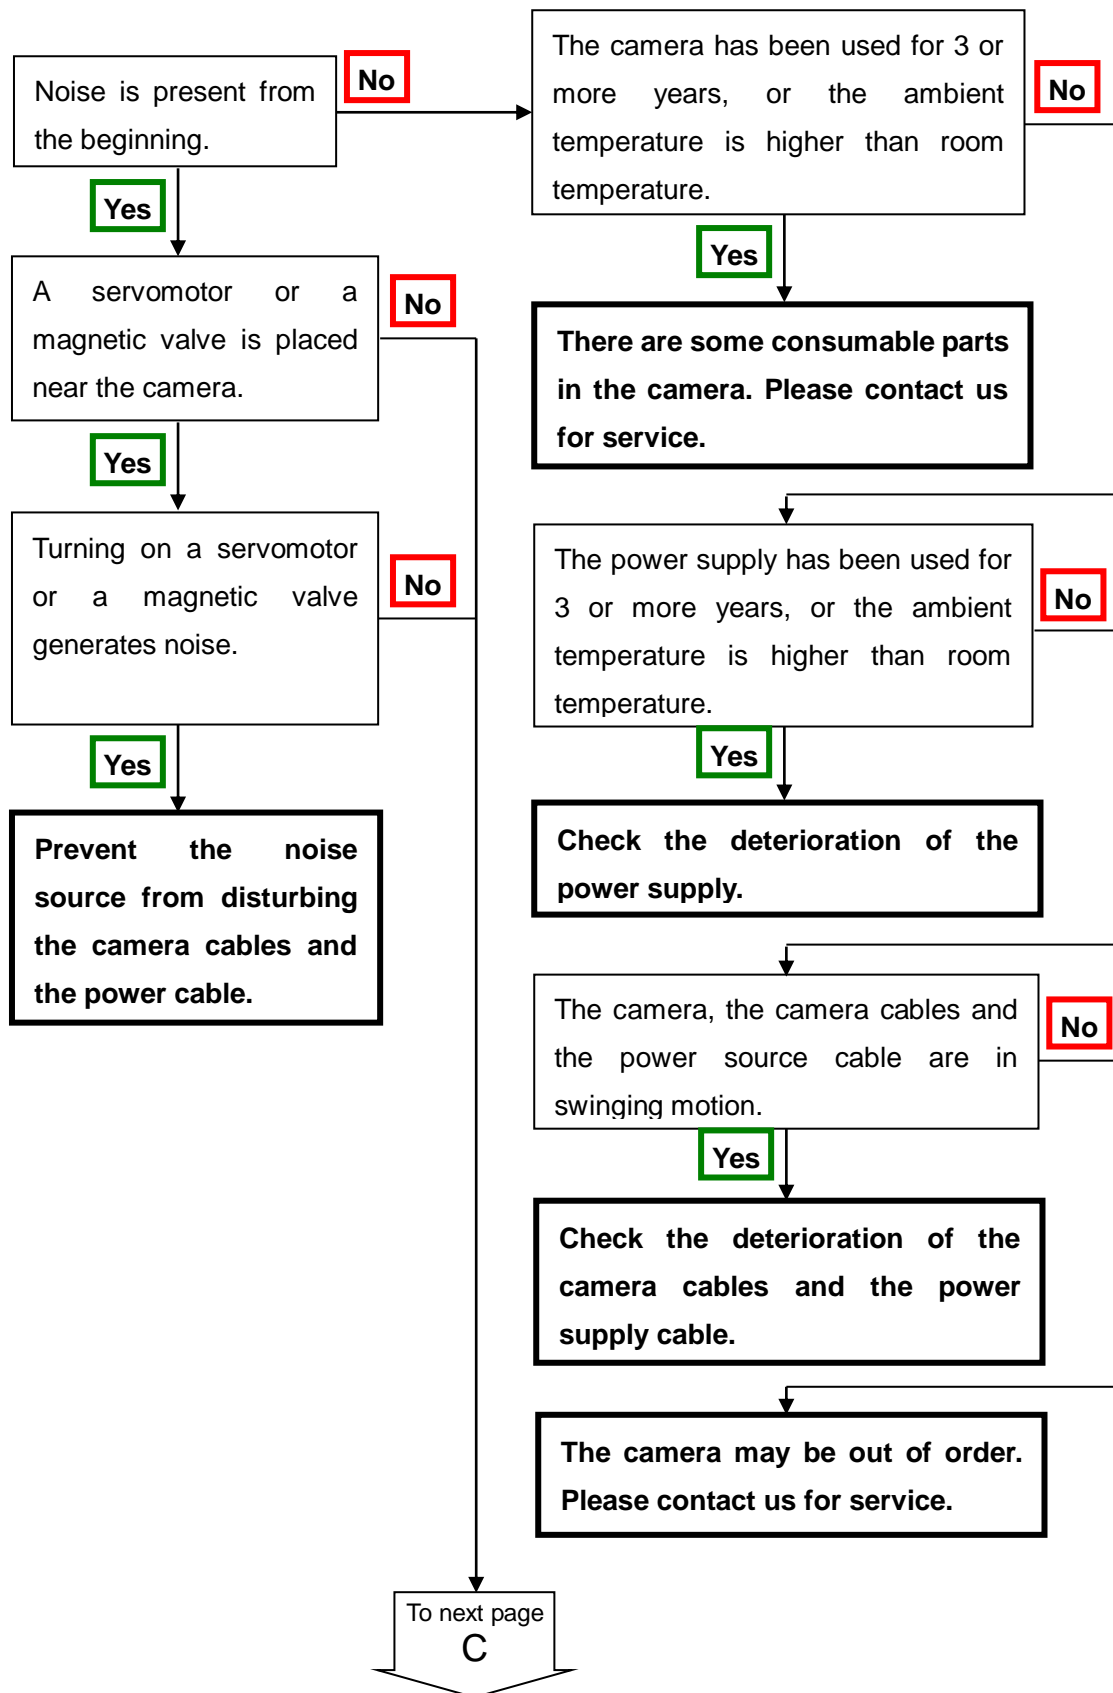 Noise is present from
the beginning.
No
Yes
A servomotor or a
magnetic valve is placed
near the camera.
No
Yes
Turning on a servomotor
or a magnetic valve
generates noise.
No
Yes
Prevent the noise
source from disturbing
the camera cables and
the power cable.
The camera has been used for 3 or
more years, or the ambient
temperature is higher than room
temperature.
No
Yes
There are some consumable parts
in the camera. Please contact us
for service.
The power supply has been used for
3 or more years, or the ambient
temperature is higher than room
temperature.
No
Yes
Check the deterioration of the
power supply.
The camera, the camera cables and
the power source cable are in
swinging motion.
No
Yes
Check the deterioration of the
camera cables and the power
supply cable.
The camera may be out of order.
Please contact us for service.
To next page
C